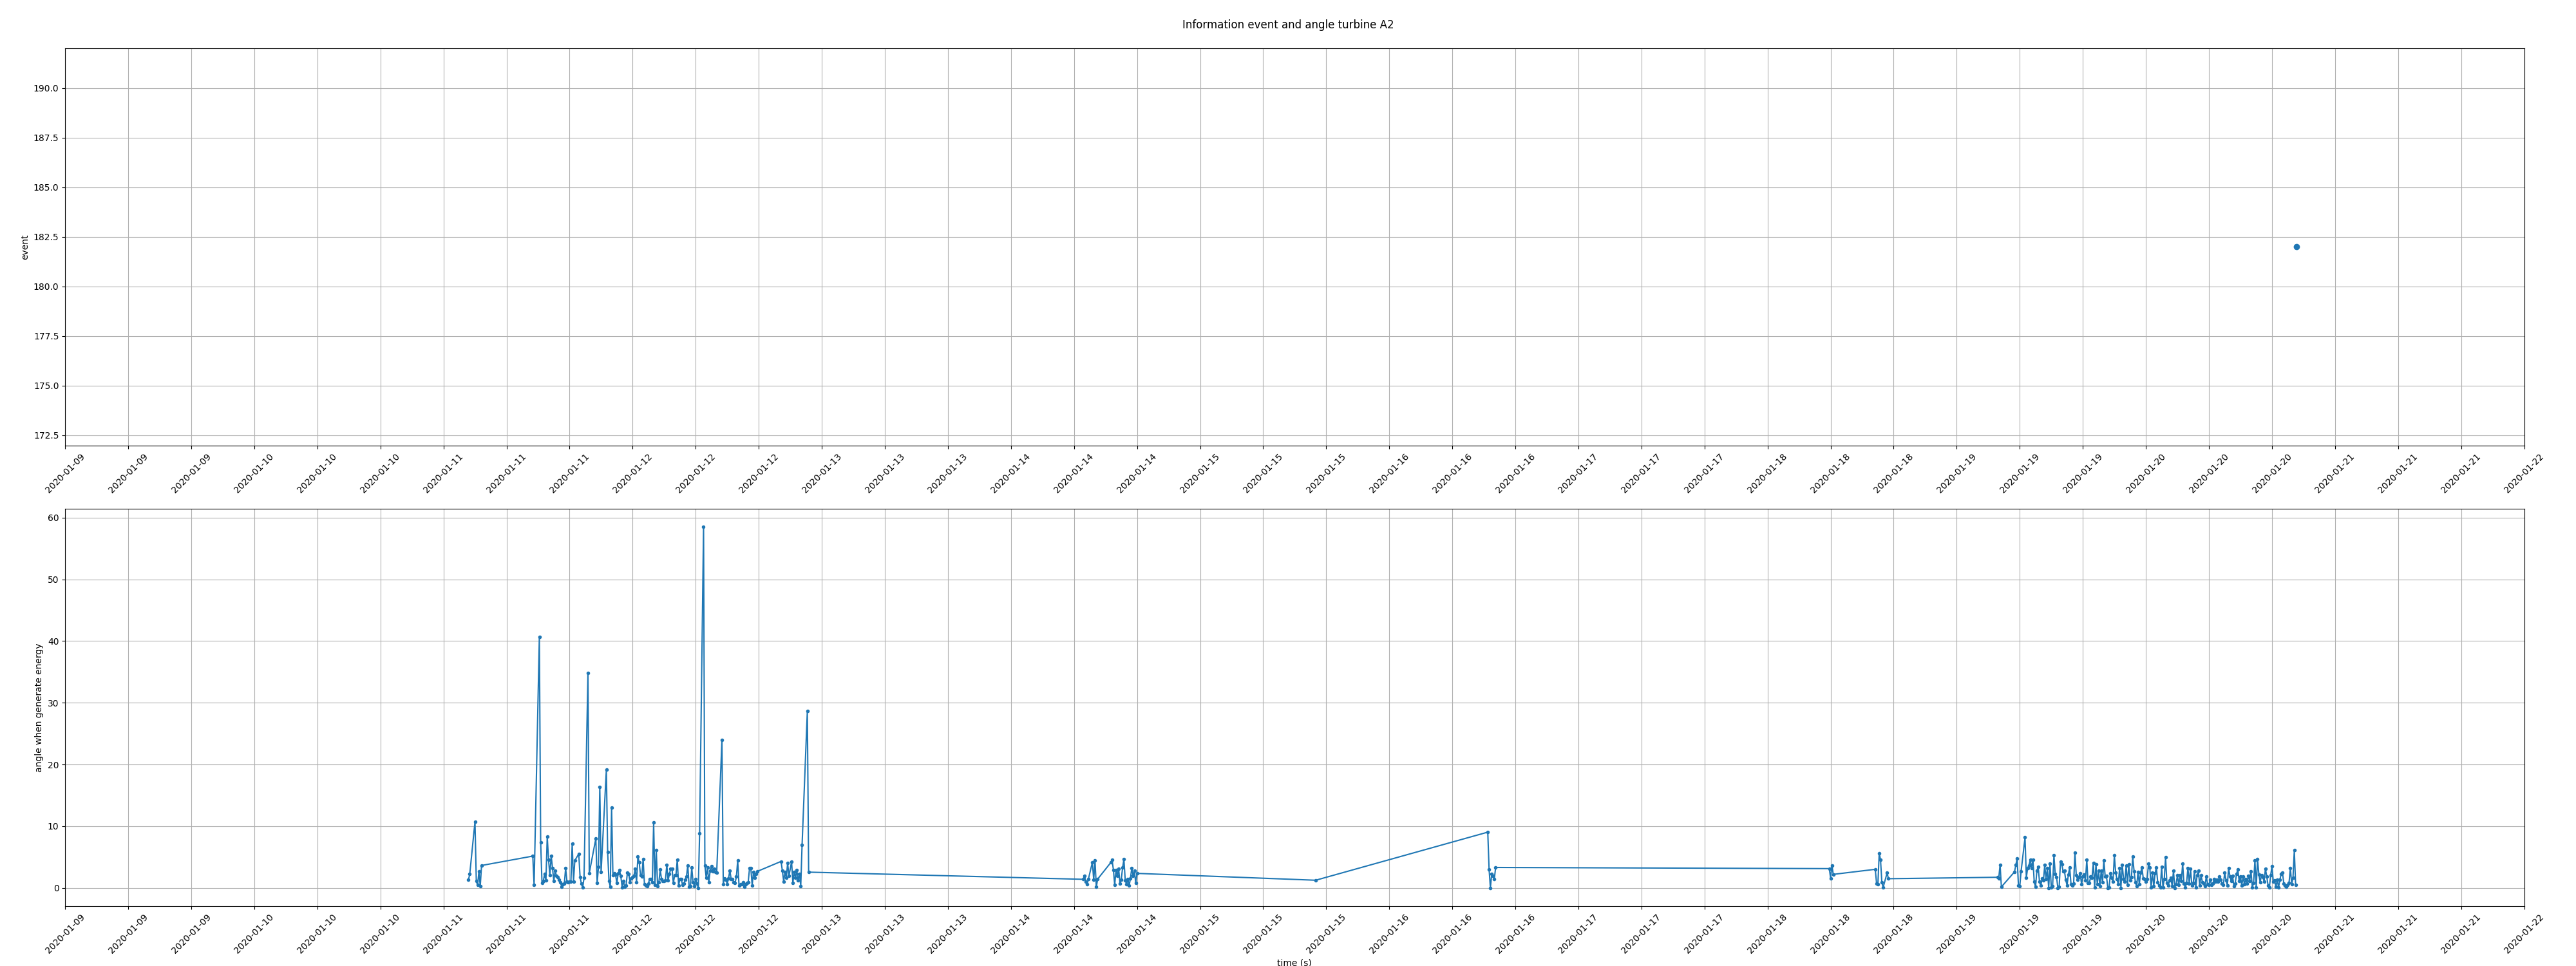 Information event and angle turbine A2
190.0
187.5
185.0
182.5
180.0
177.5
175.0
172.5
event
2020-01-09 2020-01-09 2020-01-09 2020-01-10 2020-01-10 2020-01-10 2020-01-11 2020-01-11 2020-01-11 2020-01-12 2020-01-12 2020-01-12 2020-01-13 2020-01-13 2020-01-13 2020-01-14 2020-01-14 2020-01-14 2020-01-15 2020-01-15 2020-01-15 2020-01-16 2020-01-16 2020-01-16 2020-01-17 2020-01-17 2020-01-17 2020-01-18 2020-01-18 2020-01-18 2020-01-19 2020-01-19 2020-01-19 2020-01-20 2020-01-20 2020-01-20 2020-01-21 2020-01-21 2020-01-21 2020-01-22
60
50
40
30
20
10
0
angle when generate energy
2020-01-09 2020-01-09 2020-01-09 2020-01-10 2020-01-10 2020-01-10 2020-01-11 2020-01-11 2020-01-11 2020-01-12 2020-01-12 2020-01-12 2020-01-13 2020-01-13 2020-01-13 2020-01-14 2020-01-14 2020-01-14 2020-01-15 2020-01-15 2020-01-15 2020-01-16 2020-01-16 2020-01-16 2020-01-17 2020-01-17 2020-01-17 2020-01-18 2020-01-18 2020-01-18 2020-01-19 2020-01-19 2020-01-19 2020-01-20 2020-01-20 2020-01-20 2020-01-21 2020-01-21 2020-01-21 2020-01-22
time (s)